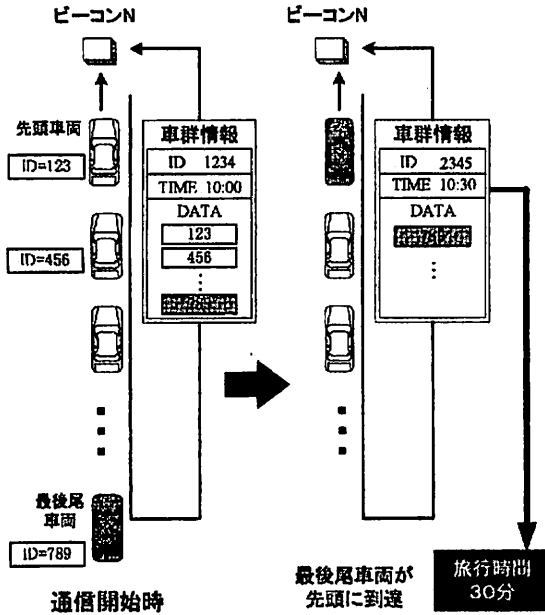 ビーコンN
先頭車両
ID=123
ID=456
最後尾
車両
ID=789
車群情報
ID 1234
TIME 10:00
DATA
123
456
通信開始時
ビーコンN
車群情報
ID 2345
TIME 10:30
DATA
最後尾車両が
先頭に到達
旅行時間
30分